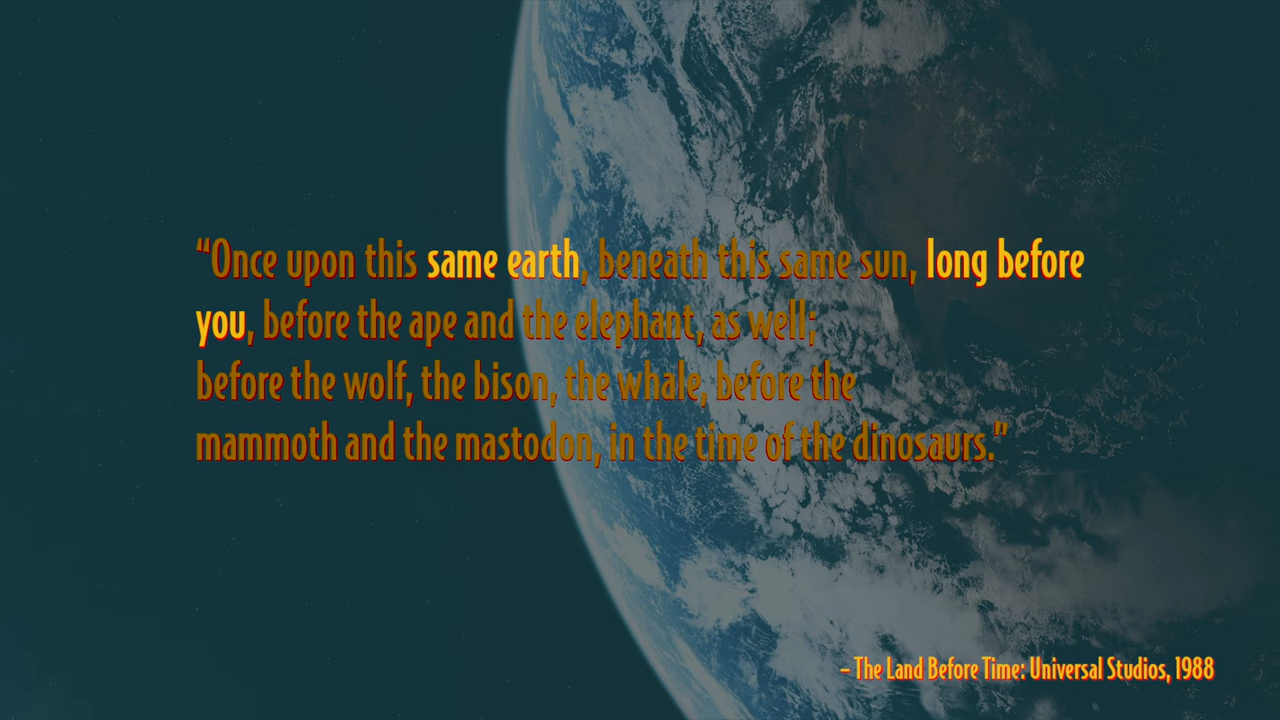 “Once upon this same earth, beneath this same sun, long before
you, before the ape and the elephant, as well;
before the wolf, the bison, the whale, before the
mammoth and the mastodon, in the time of the dinosaurs.”
– The Land Before Time: Universal Studios, 1988